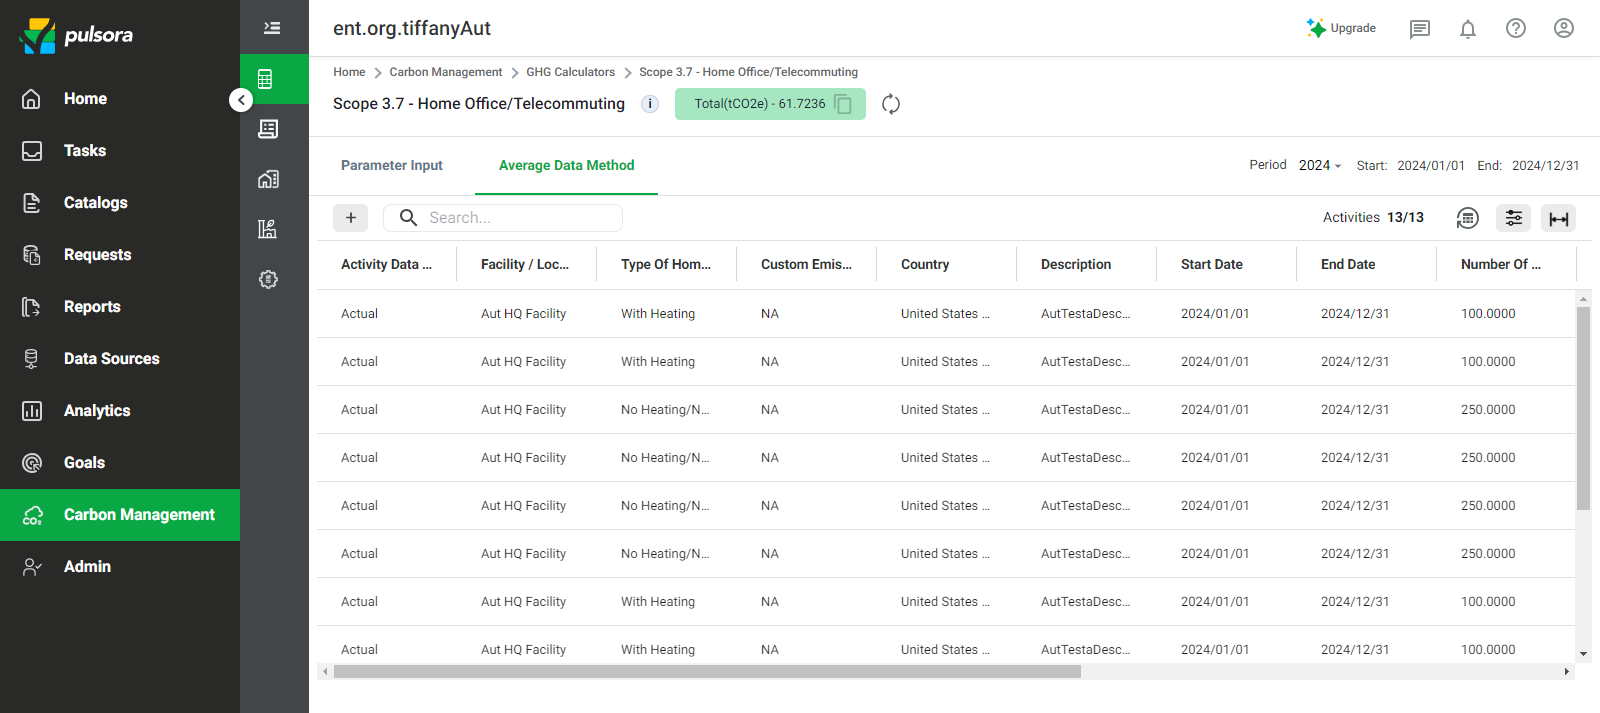 pulsora
Home
Tasks
Catalogs
Requests
Reports
Data Sources
Analytics
Goals
Carbon Management
Admin
ent.org.tiffanyAut
Upgrade
Home > Carbon Management > GHG Calculators > Scope 3.7 - Home Office/Telecommuting
Scope 3.7 - Home Office/Telecommuting i Total(tCO2e) - 61.7236
Parameter Input Average Data Method Period 2024 Start: 2024/01/01 End: 2024/12/31
+ Search... Activities 13/13
Activity Data ... Facility / Loc... Type Of Hom... Custom Emis... Country Description Start Date End Date Number Of ...
Actual Aut HQ Facility With Heating NA United States ... AutTestaDesc... 2024/01/01 2024/12/31 100.0000
Actual Aut HQ Facility With Heating NA United States ... AutTestaDesc... 2024/01/01 2024/12/31 100.0000
Actual Aut HQ Facility No Heating/N... NA United States ... AutTestaDesc... 2024/01/01 2024/12/31 250.0000
Actual Aut HQ Facility No Heating/N... NA United States ... AutTestaDesc... 2024/01/01 2024/12/31 250.0000
Actual Aut HQ Facility No Heating/N... NA United States ... AutTestaDesc... 2024/01/01 2024/12/31 250.0000
Actual Aut HQ Facility No Heating/N... NA United States ... AutTestaDesc... 2024/01/01 2024/12/31 250.0000
Actual Aut HQ Facility With Heating NA United States ... AutTestaDesc... 2024/01/01 2024/12/31 100.0000
Actual Aut HQ Facility With Heating NA United States ... AutTestaDesc... 2024/01/01 2024/12/31 100.0000